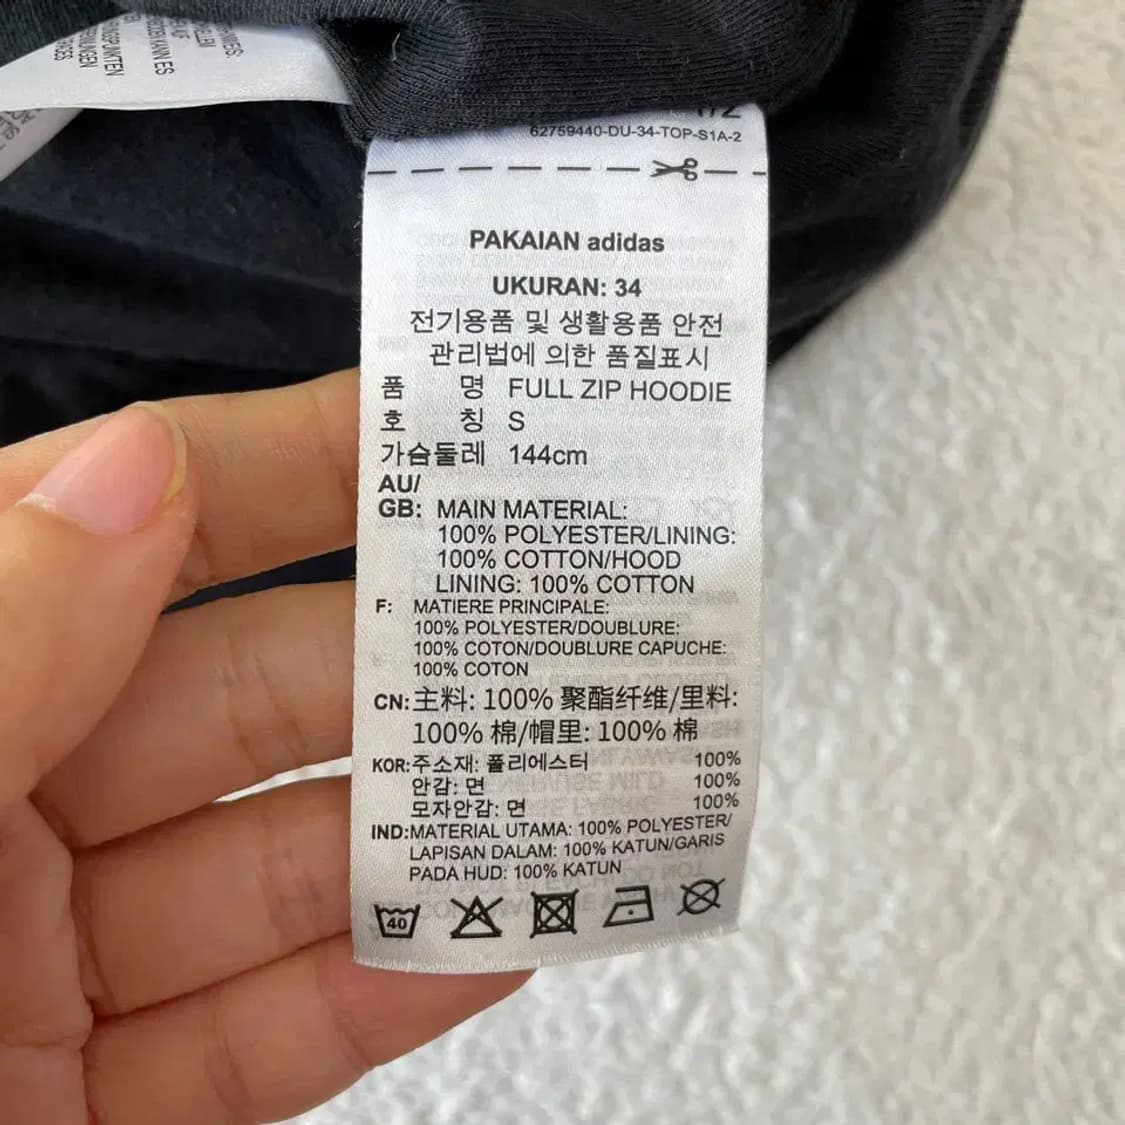 HINWEIS:
62759440-DU-34-TOP-S1A-2
PAKAIAN adidas
UKURAN: 34
전기용품 및 생활용품 안전
관리법에 의한 품질표시
품 명 FULL ZIP HOODIE
호 칭 S
가슴둘레 144cm
AU/
GB: MAIN MATERIAL:
100% POLYESTER/LINING:
100% COTTON/HOOD
LINING: 100% COTTON
F: MATIERE PRINCIPALE:
100% POLYESTER/DOUBLURE:
100% COTON/DOUBLURE CAPUCHE:
100% COTON
CN: 主料: 100% 聚酯纤维/里料:
100% 棉/帽里: 100% 棉
KOR: 주소재: 폴리에스터 100%
안감: 면 100%
모자안감: 면 100%
IND: MATERIAL UTAMA: 100% POLYESTER/
LAPISAN DALAM: 100% KATUN/GARIS
PADA HUD: 100% KATUN
40